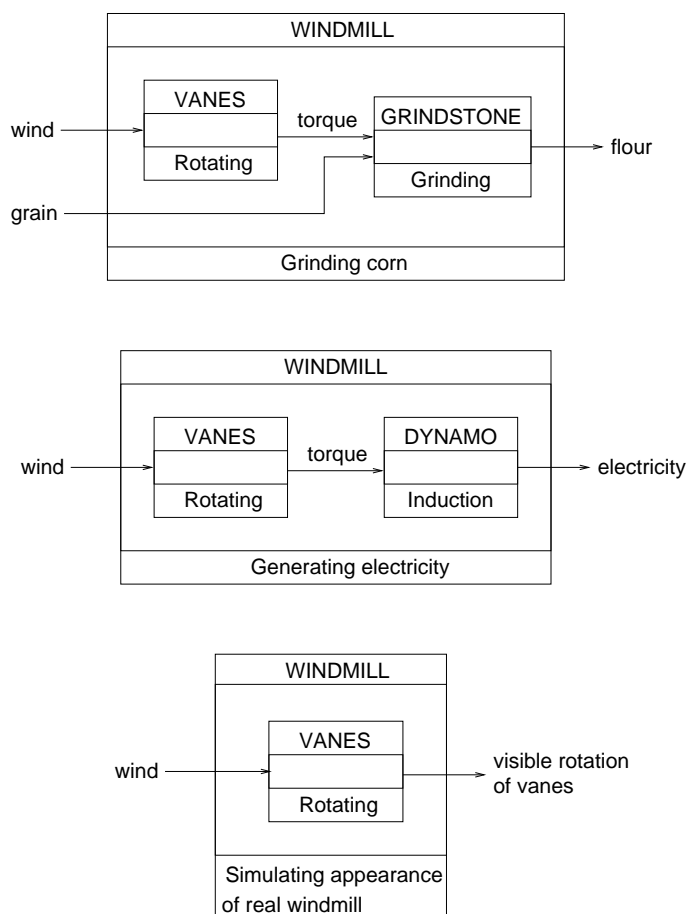 WINDMILL
VANES
torque
GRINDSTONE
wind
flour
Rotating
Grinding
grain
Grinding corn
WINDMILL
VANES
DYNAMO
torque
wind
electricity
Rotating
Induction
Generating electricity
WINDMILL
VANES
wind
visible rotation
of vanes
Rotating
Simulating appearance
of real windmill